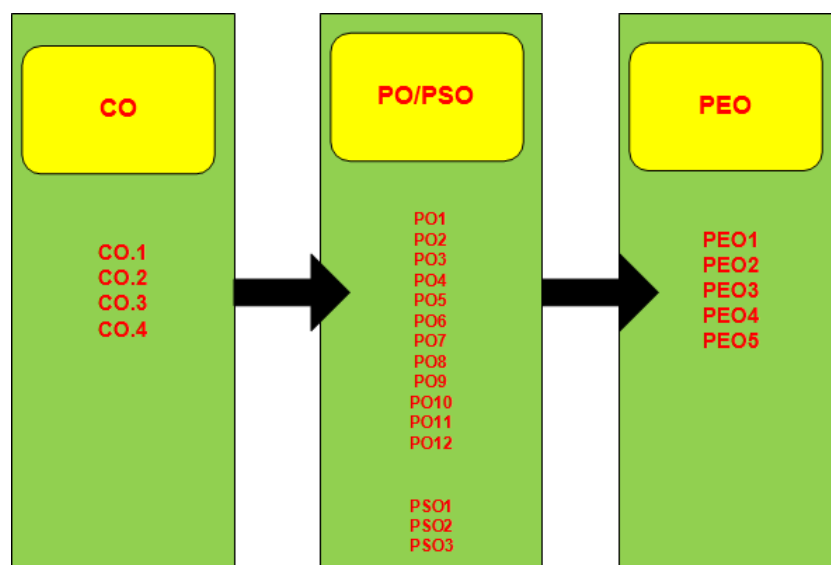 CO
CO.1
CO.2
CO.3
CO.4
PO/PSO
PO1
PO2
PO3
PO4
PO5
PO6
PO7
PO8
PO9
PO10
PO11
PO12
PSO1
PSO2
PSO3
PEO
PEO1
PEO2
PEO3
PEO4
PEO5